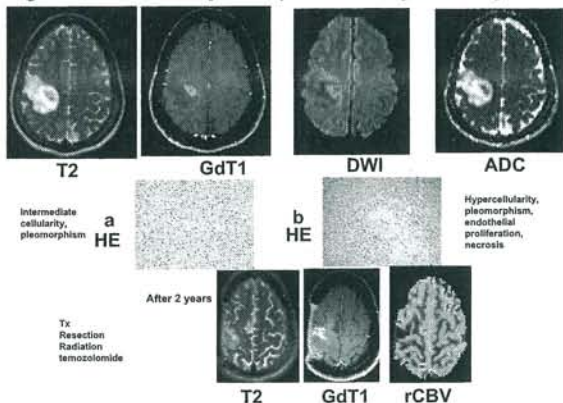 T2
GdT1
DWI
ADC
Intermediate
cellularity,
pleomorphism
a
HE
b
HE
Hypercellularity,
pleomorphism,
endothelial
proliferation,
necrosis
After 2 years
Tx
Resection
Radiation
temozolomide
T2
GdT1
rCBV